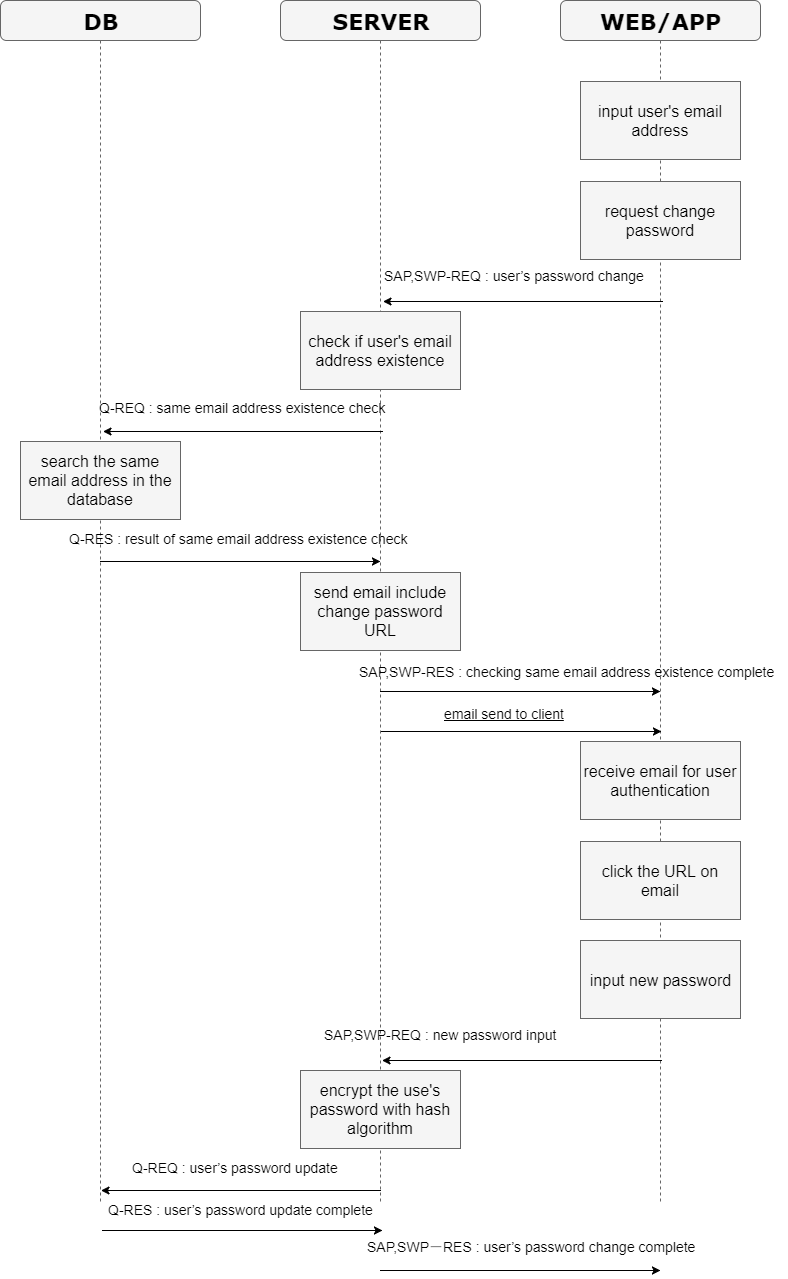 DB
SERVER
WEB/APP
input user's email
address
request change
password
SAP,SWP-REQ : user's password change
check if user's email
address existence
Q-REQ : same email address existence check
search the same
email address in the
database
Q-RES : result of same email address existence check
send email include
change password
URL
SAP,SWP-RES : checking same email address existence complete
email send to client
receive email for user
authentication
click the URL on
email
input new password
SAP,SWP-REQ : new password input
encrypt the use's
password with hash
algorithm
Q-REQ : user's password update
Q-RES : user's password update complete
SAP,SWP－RES : user's password change complete